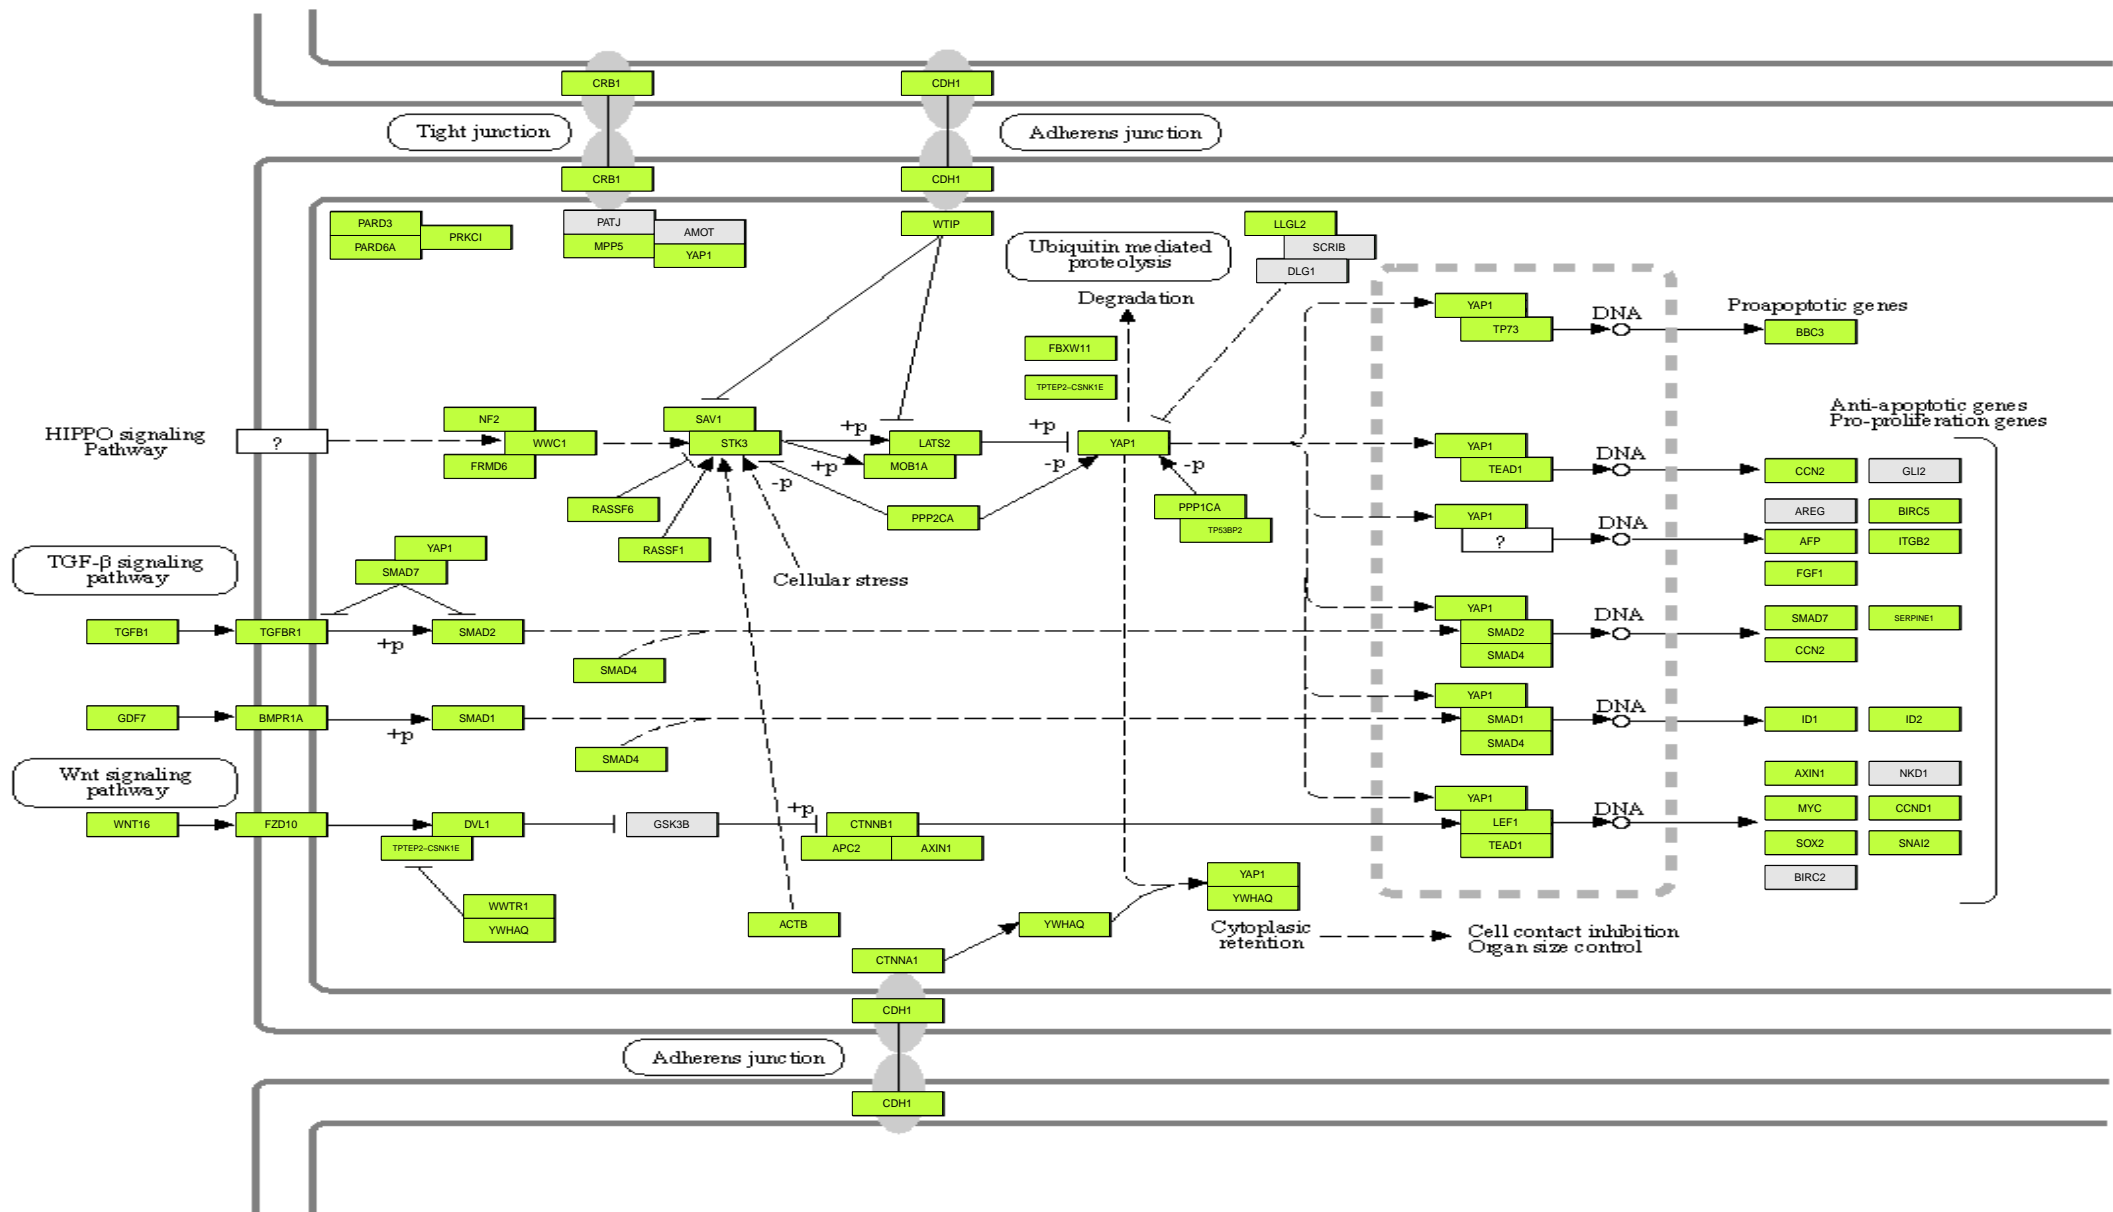 CRB1
CDH1
Tight junction
Adherens junction
CRB1
CDH1
PARD3
PARD6A
PRKCI
PATJ
MPP5
AMOT
YAP1
WTIP
Ubiquitin mediated
proteolysis
LLGL2
SCRIB
DLG1
Degradation
YAP1
TP73
DNA
Proapoptotic genes
BBC3
FBXW11
TPTEP2-CSNK1E
Anti-apoptotic genes
Pro-proliferation genes
HIPPO signaling
Pathway
?
NF2
WWC1
FRMD6
SAV1
STK3
+p
+p
-p
LATS2
MOB1A
+p
YAP1
-p
-p
YAP1
TEAD1
DNA
CCN2
GLI2
RASSF6
RASSF1
PPP2CA
PPP1CA
TP53BP2
YAP1
?
DNA
AREG
BIRC5
AFP
ITGB2
FGF1
Cellular stress
TGF-β signaling
pathway
YAP1
SMAD7
TGFB1
TGFBR1
+p
SMAD2
SMAD4
YAP1
SMAD2
SMAD4
DNA
SMAD7
SERPINE1
CCN2
GDF7
BMPR1A
+p
SMAD1
SMAD4
YAP1
SMAD1
SMAD4
DNA
ID1
ID2
Wnt signaling
pathway
WNT16
FZD10
DVL1
TPTEP2-CSNK1E
GSK3B
+p
CTNNB1
APC2
AXIN1
YAP1
LEF1
TEAD1
DNA
AXIN1
NKD1
MYC
CCND1
SOX2
SNAI2
BIRC2
WWTR1
YWHAQ
ACTB
YWHAQ
YAP1
YWHAQ
Cytoplasic
retention
Cell contact inhibition
Organ size control
CTNNA1
CDH1
Adherens junction
CDH1